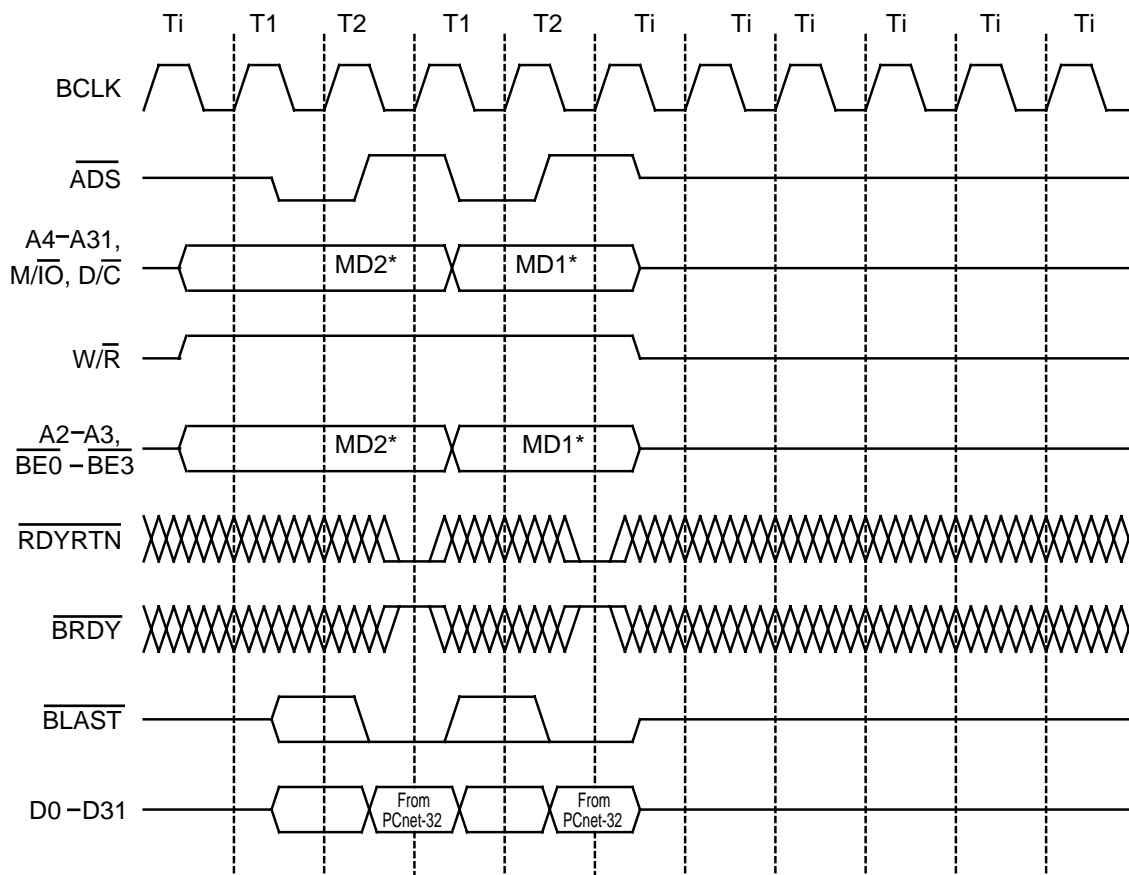 Ti T1 T2 T1 T2 Ti Ti Ti Ti Ti Ti
BCLK
ADS
A4–A31,
M/IO, D/C
MD2* MD1*
W/R
A2–A3,
BE0 – BE3
MD2* MD1*
RDYRTN
BRDY
BLAST
D0 –D31
From
PCnet-32
From
PCnet-32